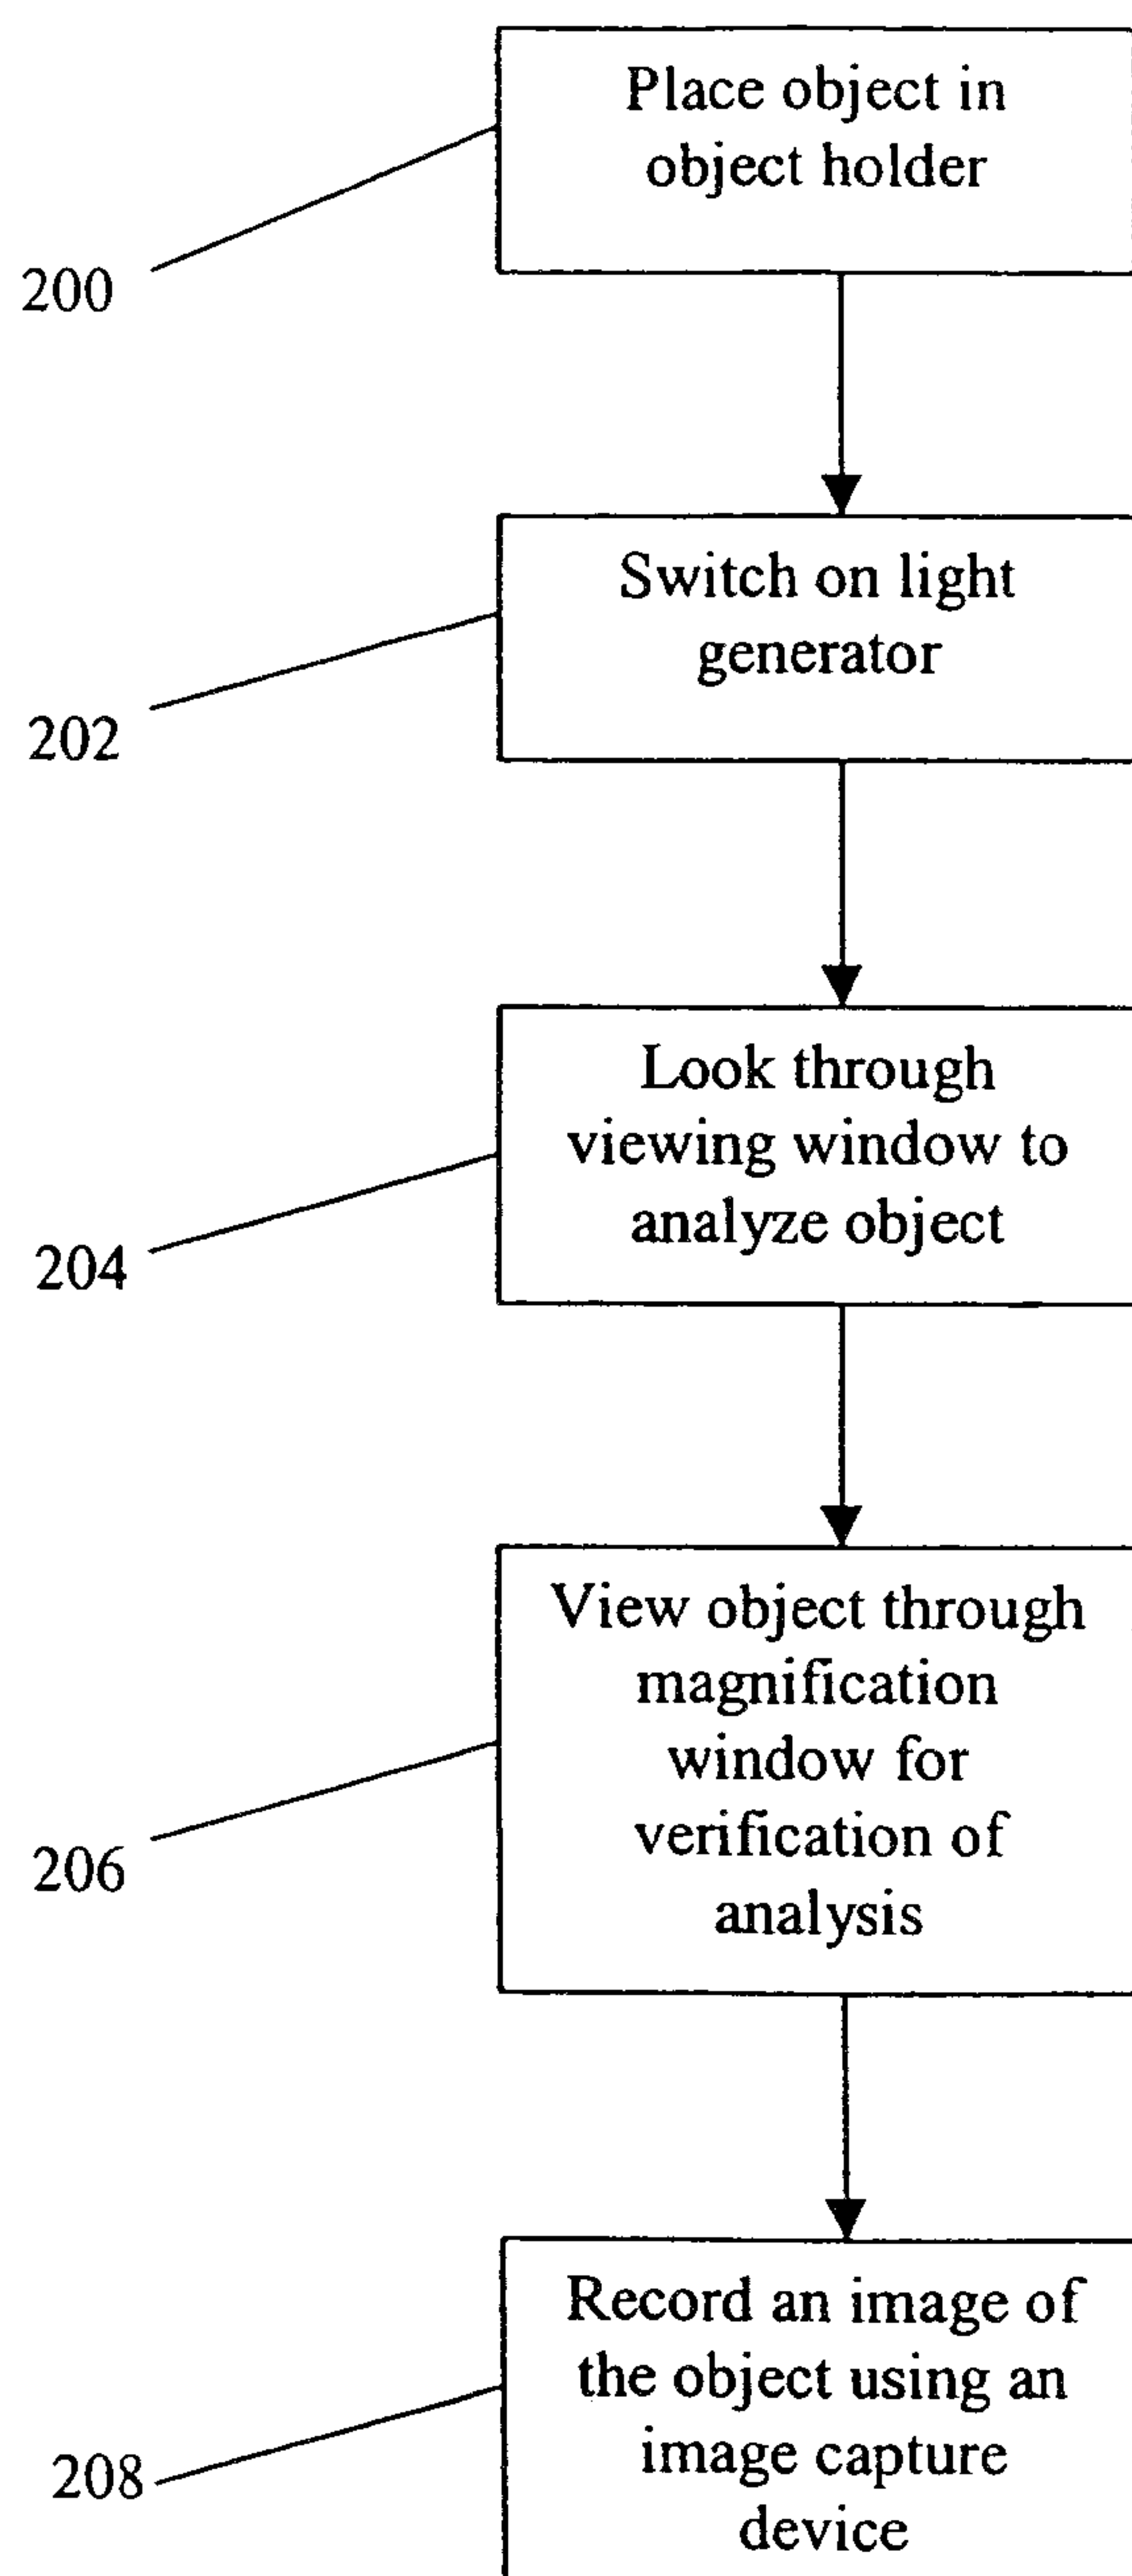 Place object in
object holder
200
Switch on light
generator
202
Look through
viewing window to
analyze object
204
View object through
magnification
window for
verification of
analysis
206
Record an image of
the object using an
image capture
device
208